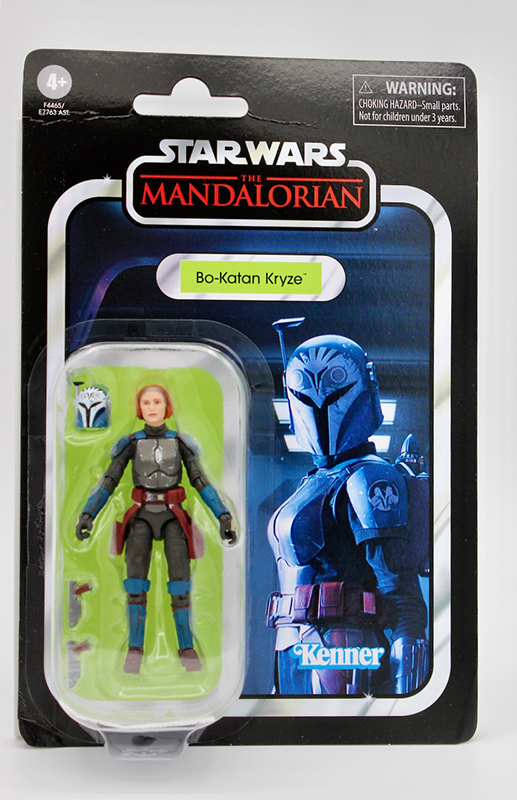 4+
F4465/
E7763 AST.
WARNING:
CHOKING HAZARD–Small parts.
Not for children under 3 years.
STAR WARS
THE
MANDALORIAN
Bo-Katan Kryze™
Kenner